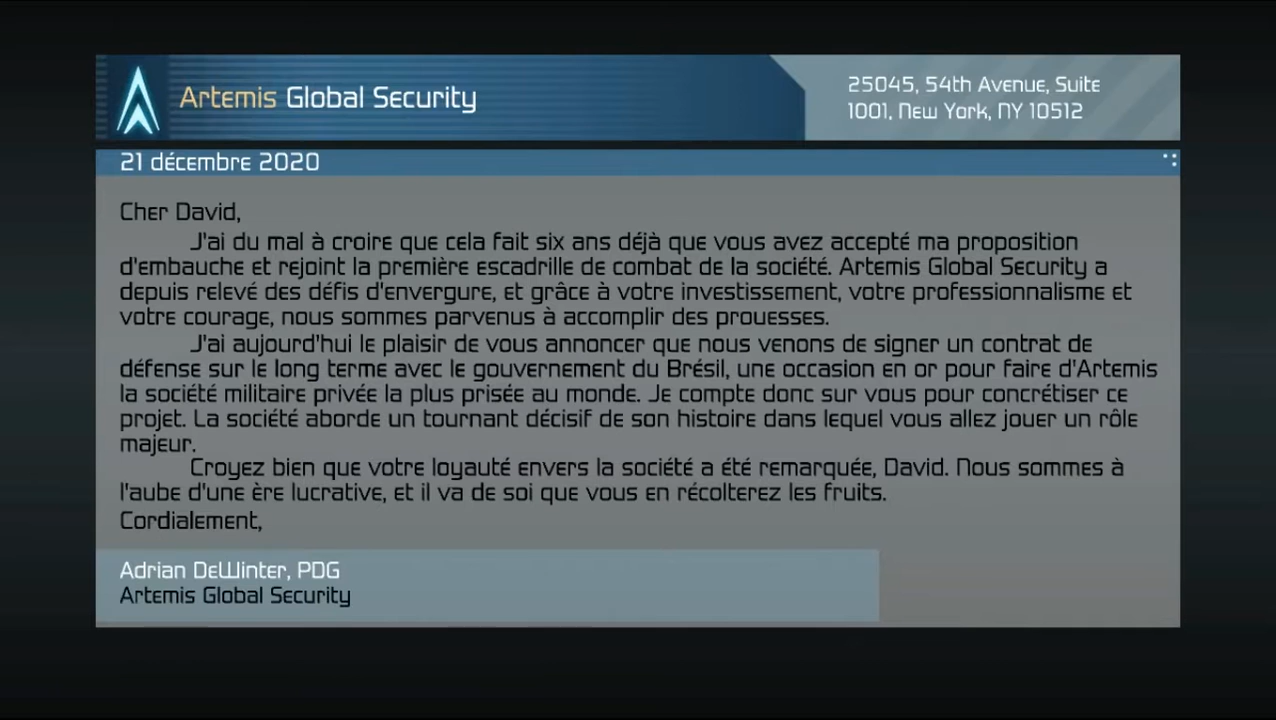 Artemis Global Security
25045, 54th Avenue, Suite
1001, New York, NY 10512
21 décembre 2020
Cher David,
J'ai du mal à croire que cela fait six ans déjà que vous avez accepté ma proposition
d'embauche et rejoint la première escadrille de combat de la société. Artemis Global Security a
depuis relevé des défis d'envergure, et grâce à votre investissement, votre professionnalisme et
votre courage, nous sommes parvenus à accomplir des prouesses.
J'ai aujourd'hui le plaisir de vous annoncer que nous venons de signer un contrat de
défense sur le long terme avec le gouvernement du Brésil, une occasion en or pour faire d'Artemis
la société militaire privée la plus prisée au monde. Je compte donc sur vous pour concrétiser ce
projet. La société aborde un tournant décisif de son histoire dans lequel vous allez jouer un rôle
majeur.
Croyez bien que votre loyauté envers la société a été remarquée, David. Nous sommes à
l'aube d'une ère lucrative, et il va de soi que vous en récolterez les fruits.
Cordialement,
Adrian DeWinter, PDG
Artemis Global Security